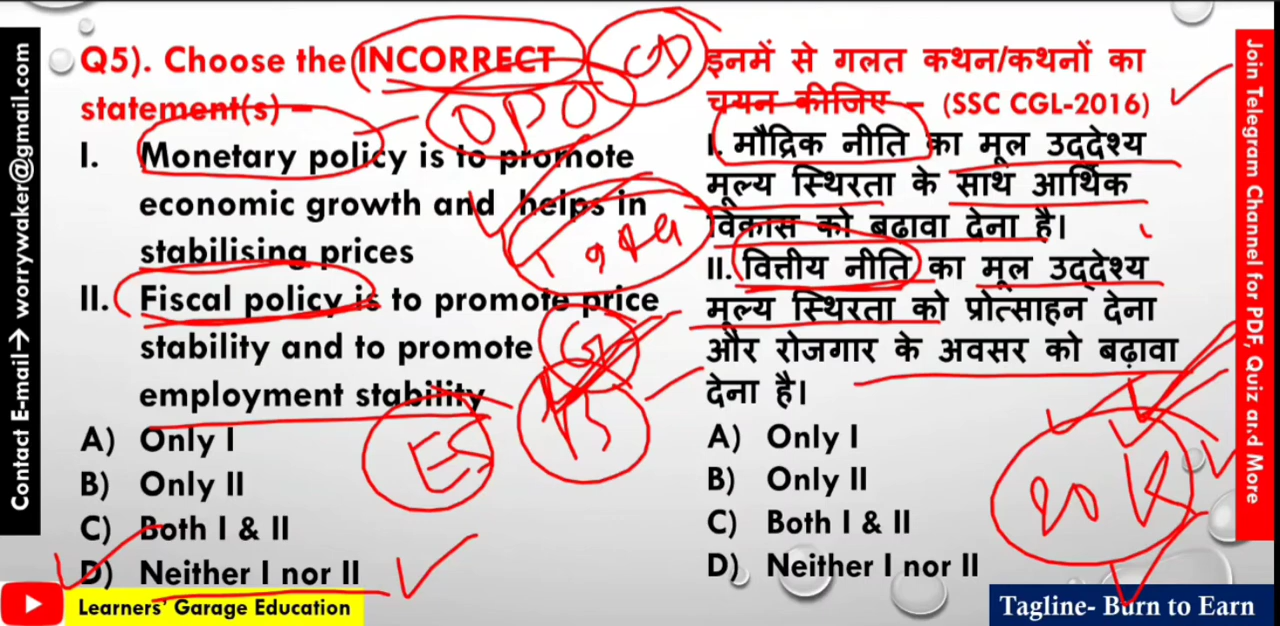 Q5). Choose the INCORRECT
statement(s) –
I. Monetary policy is to promote
economic growth and helps in
stabilising prices
II. Fiscal policy is to promote price
stability and to promote
employment stability
A) Only I
B) Only II
C) Both I & II
D) Neither I nor II
इनमें से गलत कथन/कथनों का
चयन कीजिए – (SSC CGL-2016)
I. मौद्रिक नीति का मूल उद्देश्य
मूल्य स्थिरता के साथ आर्थिक
विकास को बढावा देना है।
II. वित्तीय नीति का मूल उद्देश्य
मूल्य स्थिरता को प्रोत्साहन देना
और रोजगार के अवसर को बढ़ावा
देना है।
A) Only I
B) Only II
C) Both I & II
D) Neither I nor II
DPO
ES
Contact E-mail→ worrywaker@gmail.com
Join Telegram Channel for PDF, Quiz and More
Learners' Garage Education
Tagline- Burn to Earn